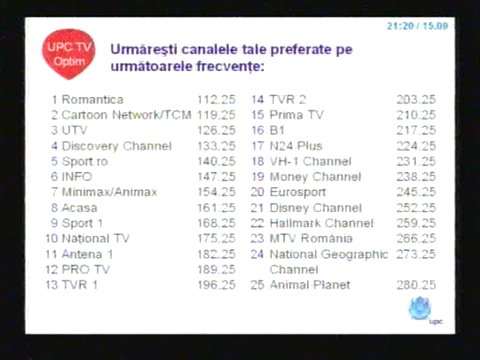 21:20 / 15.09
UPC TV
Optim
Urmăreşti canalele tale preferate pe
următoarele frecvenţe:
1 Romantica 112.25
2 Cartoon Network/TCM 119.25
3 UTV 126.25
4 Discovery Channel 133.25
5 Sport.ro 140.25
6 INFO 147.25
7 Minimax/Animax 154.25
8 Acasă 161.25
9 Sport 1 168.25
10 Naţional TV 175.25
11 Antena 1 182.25
12 PRO TV 189.25
13 TVR 1 196.25
14 TVR 2 203.25
15 Prima TV 210.25
16 B1 217.25
17 N24 Plus 224.25
18 VH-1 Channel 231.25
19 Money Channel 238.25
20 Eurosport 245.25
21 Disney Channel 252.25
22 Hallmark Channel 259.25
23 MTV România 266.25
24 National Geographic 273.25
Channel
25 Animal Planet 280.25
upc